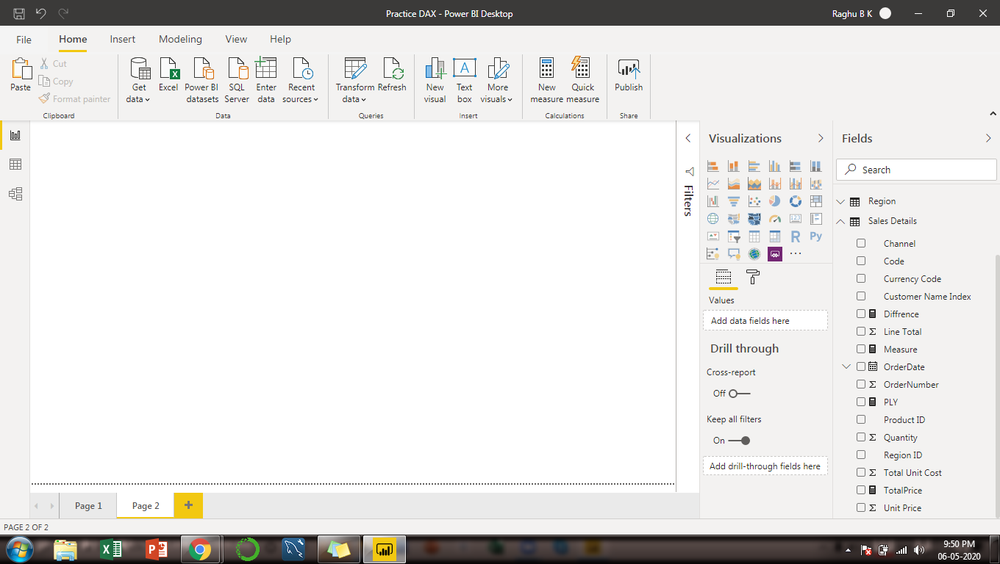 Practice DAX - Power BI Desktop
Raghu B K
File Home Insert Modeling View Help
Paste
Cut
Copy
Format painter
Clipboard
Get data
Excel
Power BI datasets
SQL Server
Enter data
Recent sources
Data
Transform data
Refresh
Queries
New visual
Text box
More visuals
Insert
New measure
Quick measure
Calculations
Publish
Share
Filters
Visualizations
R
Py
123
Values
Add data fields here
Drill through
Cross-report
Off
Keep all filters
On
Add drill-through fields here
Fields
Search
Region
Sales Details
Channel
Code
Currency Code
Customer Name Index
Diffrence
Σ Line Total
Measure
OrderDate
Σ OrderNumber
PLY
Product ID
Σ Quantity
Region ID
Σ Total Unit Cost
TotalPrice
Σ Unit Price
Page 1
Page 2
+
PAGE 2 OF 2
9:50 PM
06-05-2020